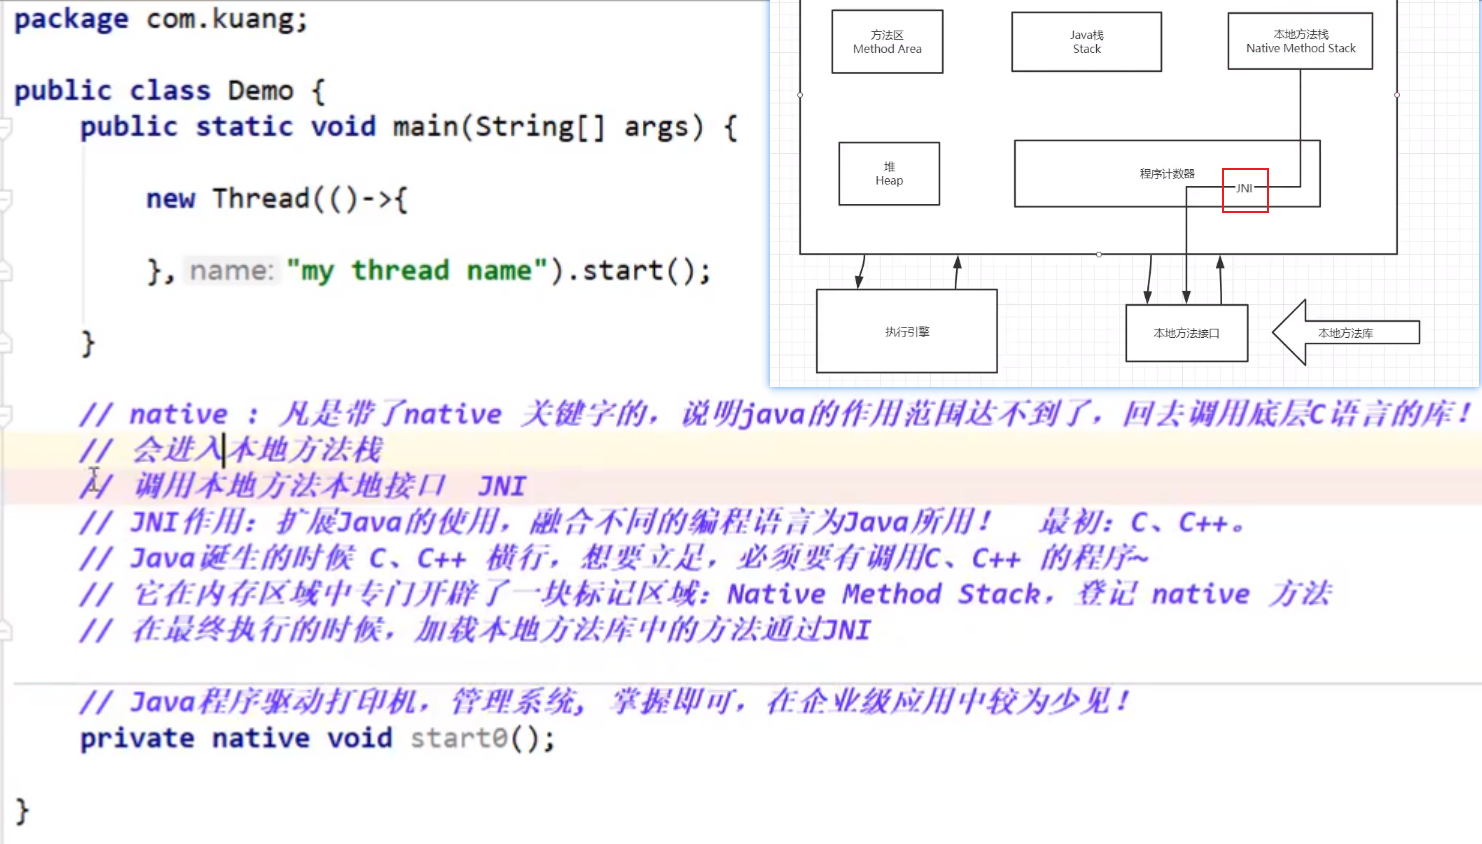 package com.kuang;
public class Demo {
public static void main(String[] args) {
new Thread(()->{
}, name: "my thread name").start();
}
// native : 凡是带了native 关键字的，说明java的作用范围达不到了，回去调用底层C语言的库！
// 会进入本地方法栈
// 调用本地方法本地接口 JNI
// JNI作用：扩展Java的使用，融合不同的编程语言为Java所用！ 最初：C、C++。
// Java诞生的时候 C、C++ 横行，想要立足，必须要有调用C、C++ 的程序~
// 它在内存区域中专门开辟了一块标记区域：Native Method Stack，登记 native 方法
// 在最终执行的时候，加载本地方法库中的方法通过JNI
// Java程序驱动打印机，管理系统, 掌握即可，在企业级应用中较为少见！
private native void start0();
}
方法区
Method Area
Java栈
Stack
本地方法栈
Native Method Stack
堆
Heap
程序计数器
JNI
执行引擎
本地方法接口
本地方法库